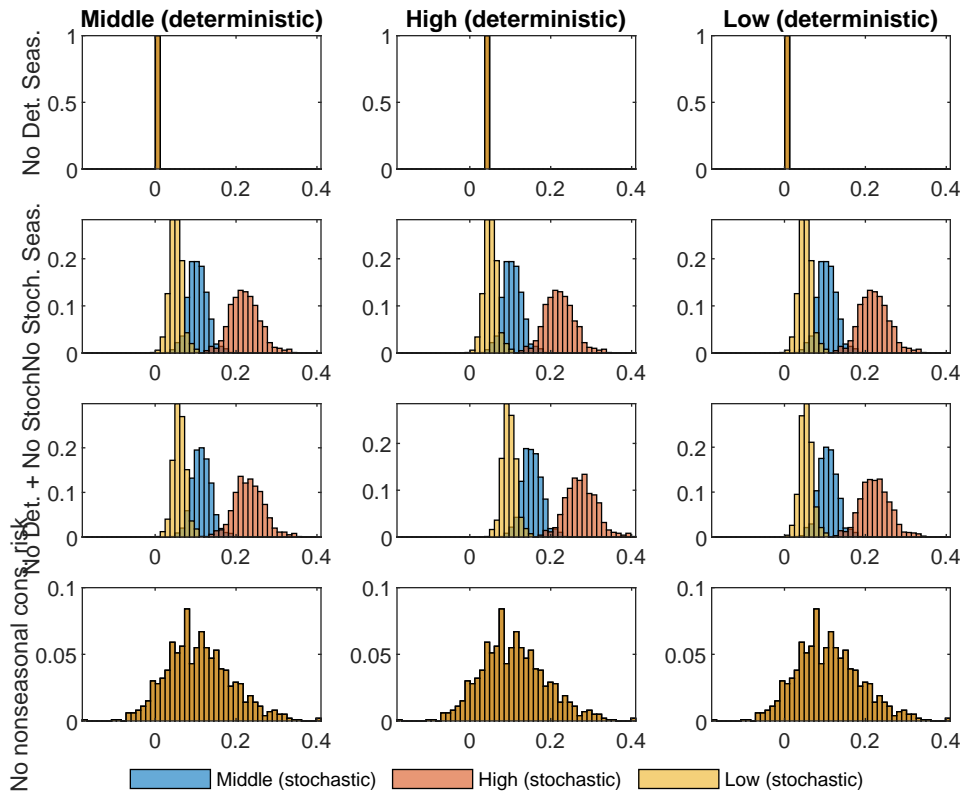 Middle (deterministic) High (deterministic) Low (deterministic)
No Det. Seas.
1 1 1
0.5 0.5 0.5
0 0 0
0 0.2 0.4 0 0.2 0.4 0 0.2 0.4
No Stoch. Seas.
0.2 0.2 0.2
0.1 0.1 0.1
0 0 0
0 0.2 0.4 0 0.2 0.4 0 0.2 0.4
No Det. + No Stoch
0.2 0.2 0.2
0.1 0.1 0.1
0 0 0
0 0.2 0.4 0 0.2 0.4 0 0.2 0.4
No nonseasonal cons. risk
0.1 0.1 0.1
0.05 0.05 0.05
0 0 0
0 0.2 0.4 0 0.2 0.4 0 0.2 0.4
Middle (stochastic) High (stochastic) Low (stochastic)